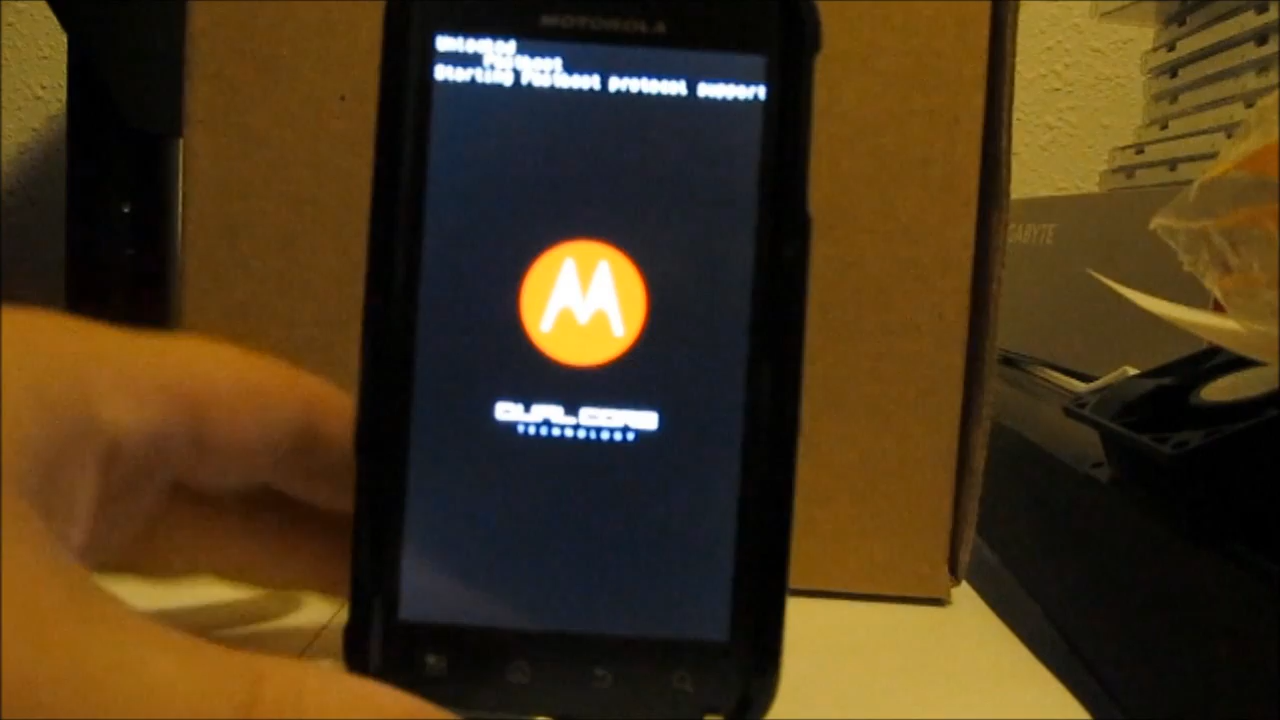 MOTOROLA
Unlocked
Fastboot
Starting Fastboot protocol support
DUAL CORE
TECHNOLOGY
GABYTE